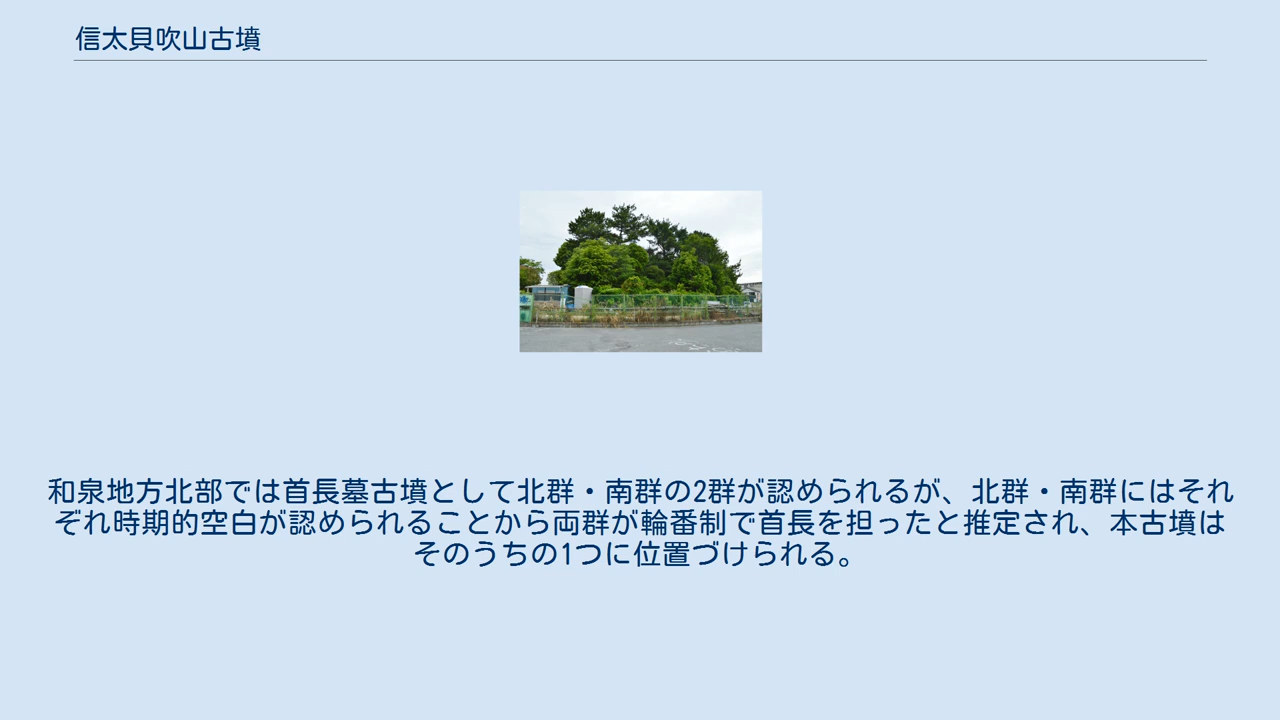 信太貝吹山古墳
和泉地方北部では首長墓古墳として北群・南群の2群が認められるが、北群・南群にはそれ
ぞれ時期的空白が認められることから両群が輪番制で首長を担ったと推定され、本古墳は
そのうちの1つに位置づけられる。